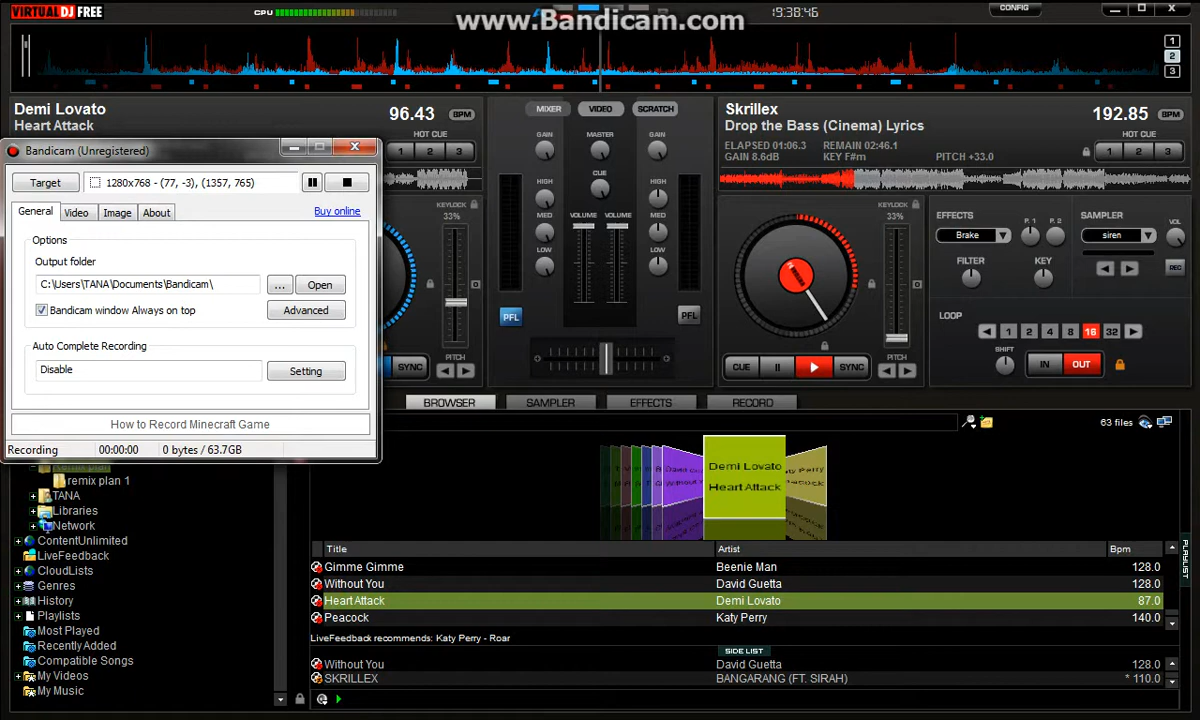 VIRTUAL DJ FREE
CPU
www.Bandicam.com
19:38:46
CONFIG
1
2
3
Demi Lovato
Heart Attack
96.43 BPM
HOT CUE
1 2 3
MIXER VIDEO SCRATCH
GAIN MASTER GAIN
HIGH CUE HIGH
MED VOLUME VOLUME MED
LOW LOW
PFL PFL
Skrillex
Drop the Bass (Cinema) Lyrics
192.85 BPM
ELAPSED 01:06.3 REMAIN 02:46.1
GAIN 8.6dB KEY F#m PITCH +33.0
HOT CUE
1 2 3
KEYLOCK
33%
PITCH
SYNC
KEYLOCK
33%
PITCH
CUE SYNC
EFFECTS
Brake
P. 1 P. 2
FILTER KEY
SAMPLER
siren
VOL
REC
LOOP
1 2 4 8 16 32
SHIFT
IN OUT
Bandicam (Unregistered)
Target 1280x768 - (77, -3), (1357, 765)
General Video Image About Buy online
Options
Output folder
C:\Users\TANA\Documents\Bandicam\ ... Open
Bandicam window Always on top Advanced
Auto Complete Recording
Disable Setting
How to Record Minecraft Game
Recording 00:00:00 0 bytes / 63.7GB
BROWSER SAMPLER EFFECTS RECORD
63 files
Demi Lovato
Heart Attack
Katy Perry
Peacock
remix plan
remix plan 1
TANA
Libraries
Network
ContentUnlimited
LiveFeedback
CloudLists
Genres
History
Playlists
Most Played
Recently Added
Compatible Songs
My Videos
My Music
Title Artist Bpm
Gimme Gimme Beenie Man 128.0
Without You David Guetta 128.0
Heart Attack Demi Lovato 87.0
Peacock Katy Perry 140.0
LiveFeedback recommends: Katy Perry - Roar
SIDE LIST
Without You David Guetta 128.0
SKRILLEX BANGARANG (FT. SIRAH) * 110.0
PLAYLIST